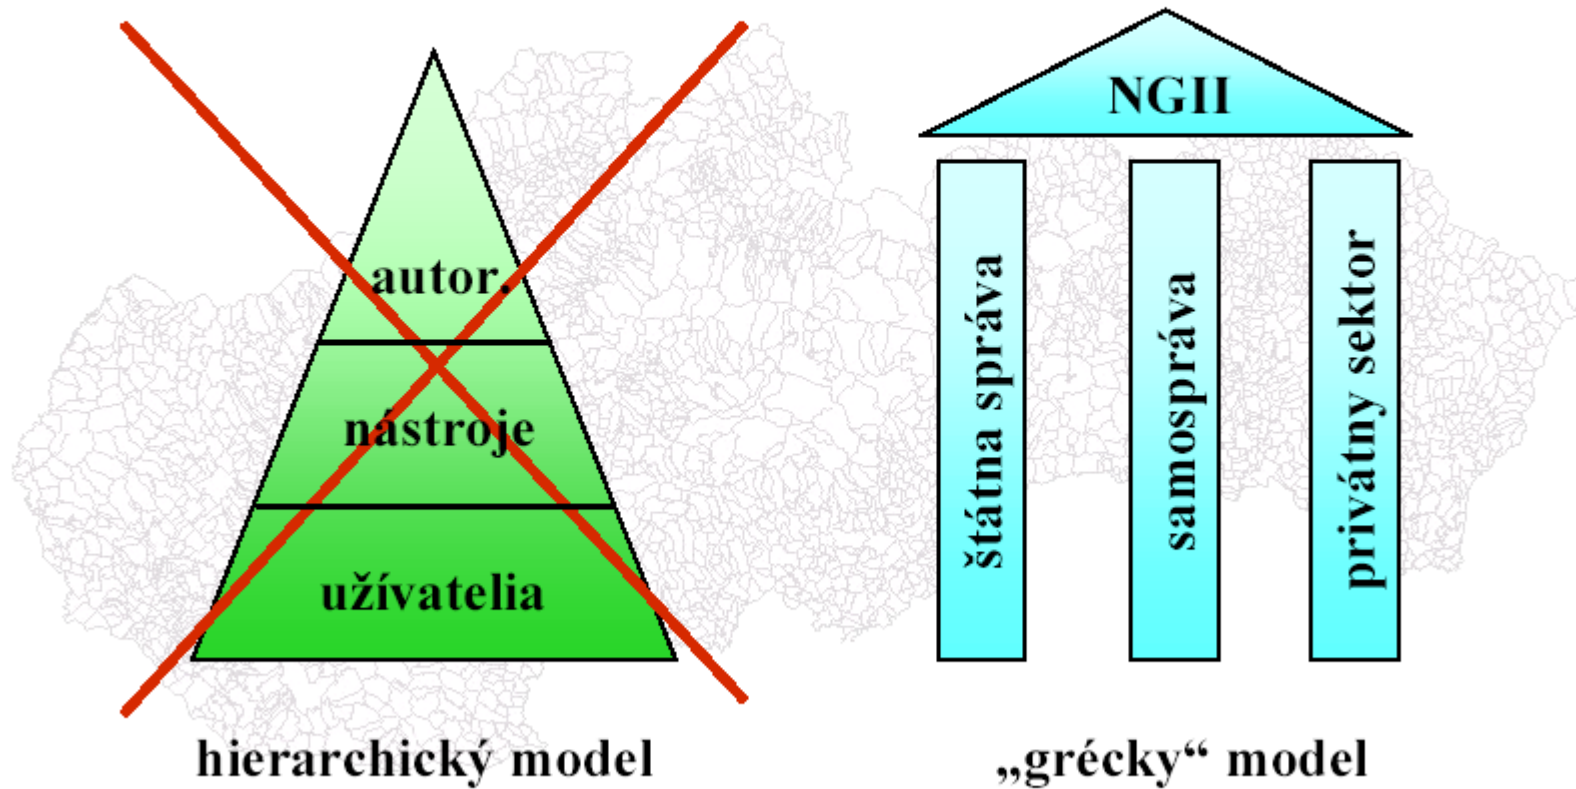 autor.
nástroje
užívatelia
hierarchický model
NGII
štátna správa
samospráva
privátny sektor
„grécky“ model